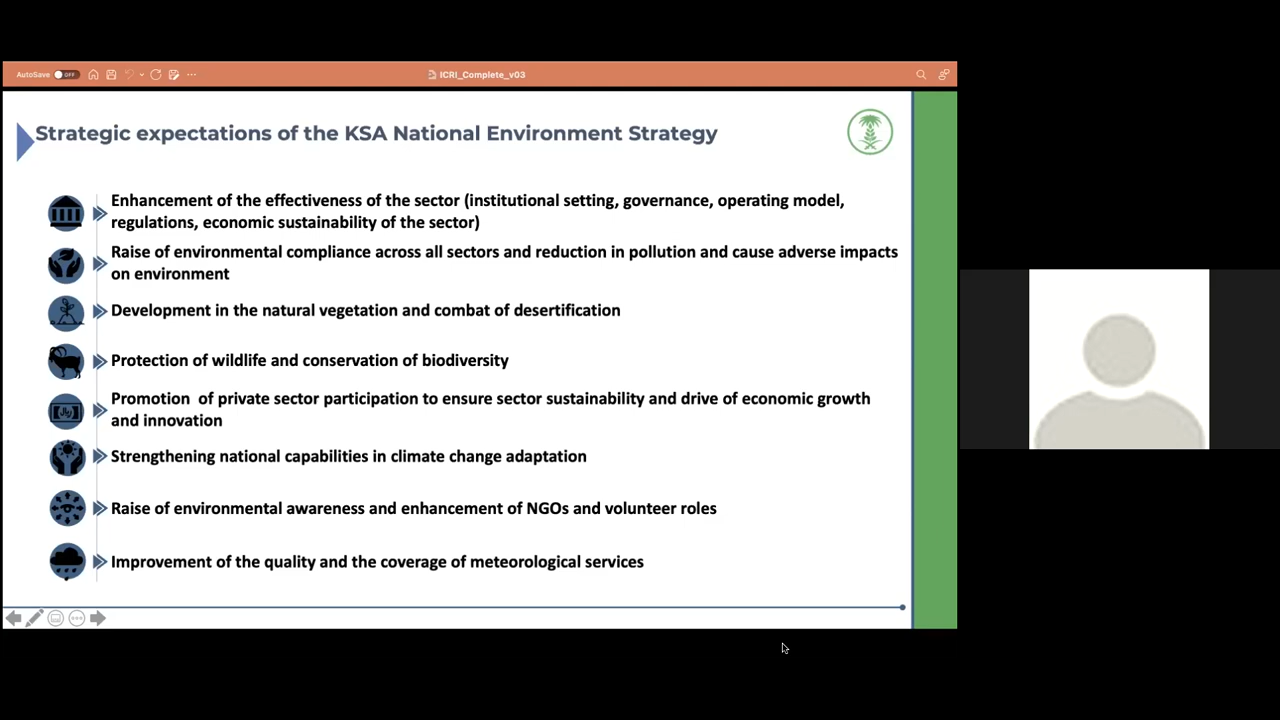 AutoSave OFF
ICRI_Complete_v03
Strategic expectations of the KSA National Environment Strategy
Enhancement of the effectiveness of the sector (institutional setting, governance, operating model,
regulations, economic sustainability of the sector)
Raise of environmental compliance across all sectors and reduction in pollution and cause adverse impacts
on environment
Development in the natural vegetation and combat of desertification
Protection of wildlife and conservation of biodiversity
Promotion of private sector participation to ensure sector sustainability and drive of economic growth
and innovation
Strengthening national capabilities in climate change adaptation
Raise of environmental awareness and enhancement of NGOs and volunteer roles
Improvement of the quality and the coverage of meteorological services